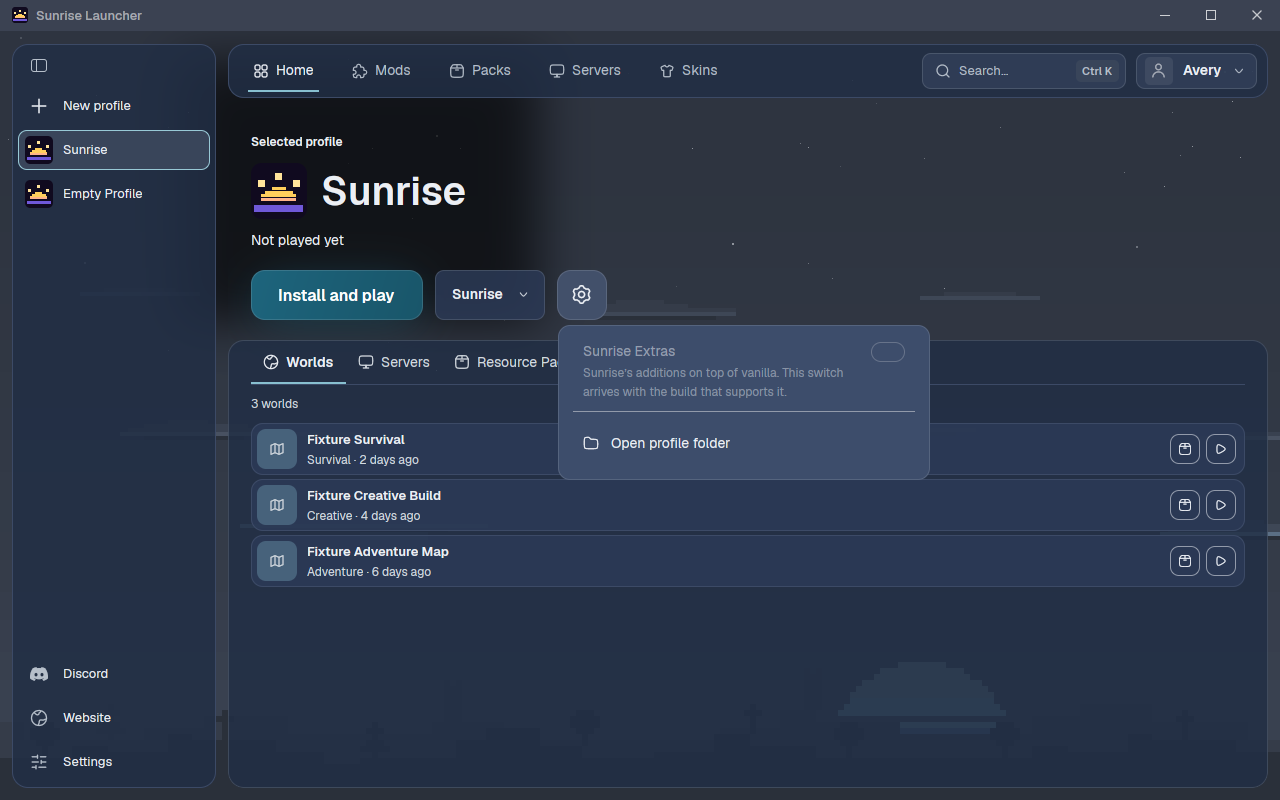 Sunrise Launcher
New profile
Sunrise
Empty Profile
Discord
Website
Settings
Home
Mods
Packs
Servers
Skins
Search...
Ctrl K
Avery
Selected profile
Sunrise
Not played yet
Install and play
Sunrise
Sunrise Extras
Sunrise's additions on top of vanilla. This switch
arrives with the build that supports it.
Open profile folder
Worlds
Servers
Resource Pa
3 worlds
Fixture Survival
Survival · 2 days ago
Fixture Creative Build
Creative · 4 days ago
Fixture Adventure Map
Adventure · 6 days ago